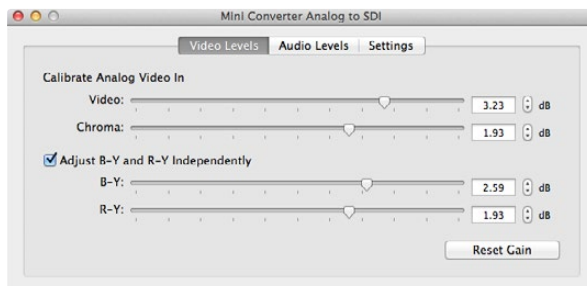 Mini Converter Analog to SDI
Video Levels Audio Levels Settings
Calibrate Analog Video In
Video: 3.23 dB
Chroma: 1.93 dB
Adjust B-Y and R-Y Independently
B-Y: 2.59 dB
R-Y: 1.93 dB
Reset Gain